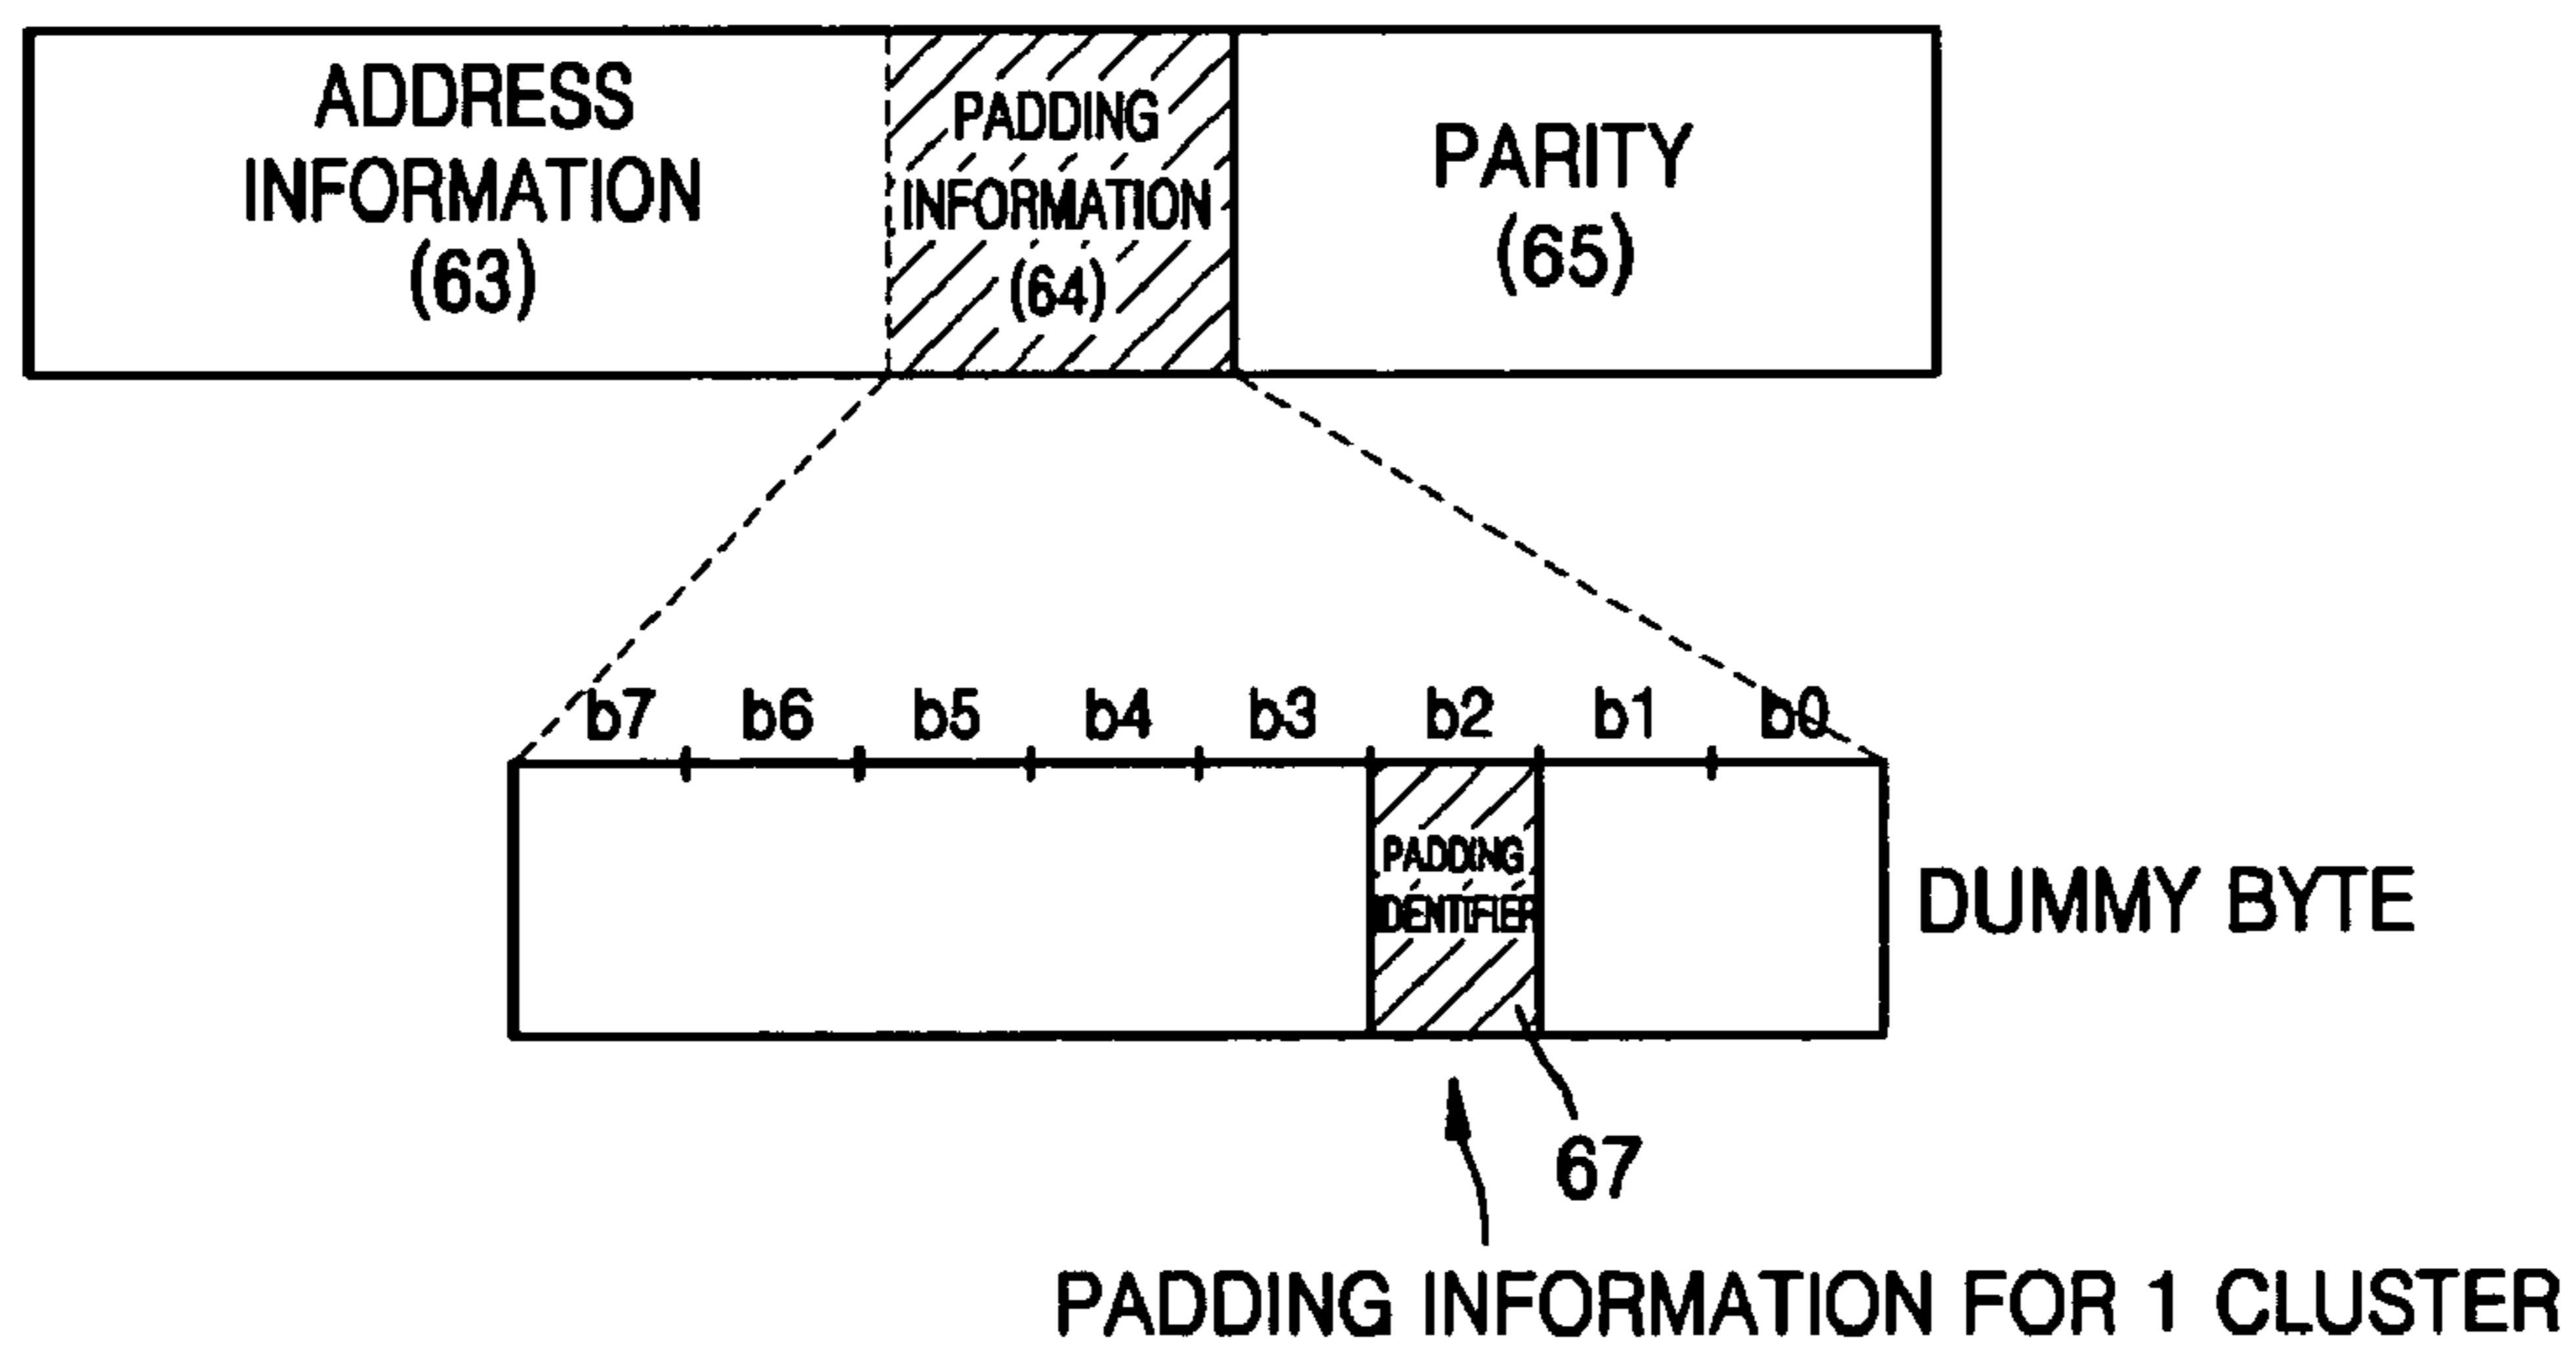 ADDRESS
INFORMATION
(63)
PADDING
INFORMATION
(64)
PARITY
(65)
b7 b6 b5 b4 b3 b2 b1 b0
PADDING
IDENTIFIER
DUMMY BYTE
67
PADDING INFORMATION FOR 1 CLUSTER